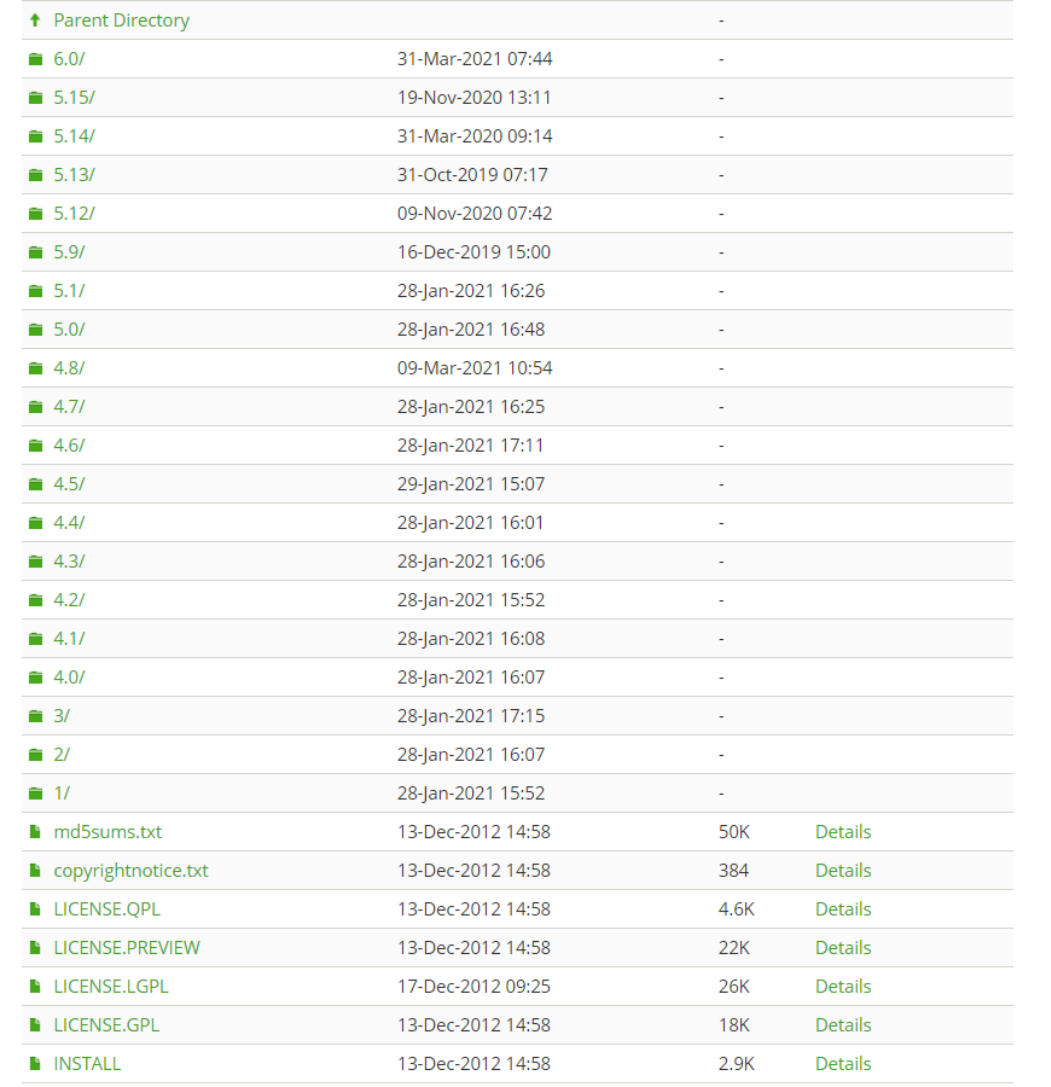 Parent Directory -
6.0/ 31-Mar-2021 07:44 -
5.15/ 19-Nov-2020 13:11 -
5.14/ 31-Mar-2020 09:14 -
5.13/ 31-Oct-2019 07:17 -
5.12/ 09-Nov-2020 07:42 -
5.9/ 16-Dec-2019 15:00 -
5.1/ 28-Jan-2021 16:26 -
5.0/ 28-Jan-2021 16:48 -
4.8/ 09-Mar-2021 10:54 -
4.7/ 28-Jan-2021 16:25 -
4.6/ 28-Jan-2021 17:11 -
4.5/ 29-Jan-2021 15:07 -
4.4/ 28-Jan-2021 16:01 -
4.3/ 28-Jan-2021 16:06 -
4.2/ 28-Jan-2021 15:52 -
4.1/ 28-Jan-2021 16:08 -
4.0/ 28-Jan-2021 16:07 -
3/ 28-Jan-2021 17:15 -
2/ 28-Jan-2021 16:07 -
1/ 28-Jan-2021 15:52 -
md5sums.txt 13-Dec-2012 14:58 50K Details
copyrightnotice.txt 13-Dec-2012 14:58 384 Details
LICENSE.QPL 13-Dec-2012 14:58 4.6K Details
LICENSE.PREVIEW 13-Dec-2012 14:58 22K Details
LICENSE.LGPL 17-Dec-2012 09:25 26K Details
LICENSE.GPL 13-Dec-2012 14:58 18K Details
INSTALL 13-Dec-2012 14:58 2.9K Details